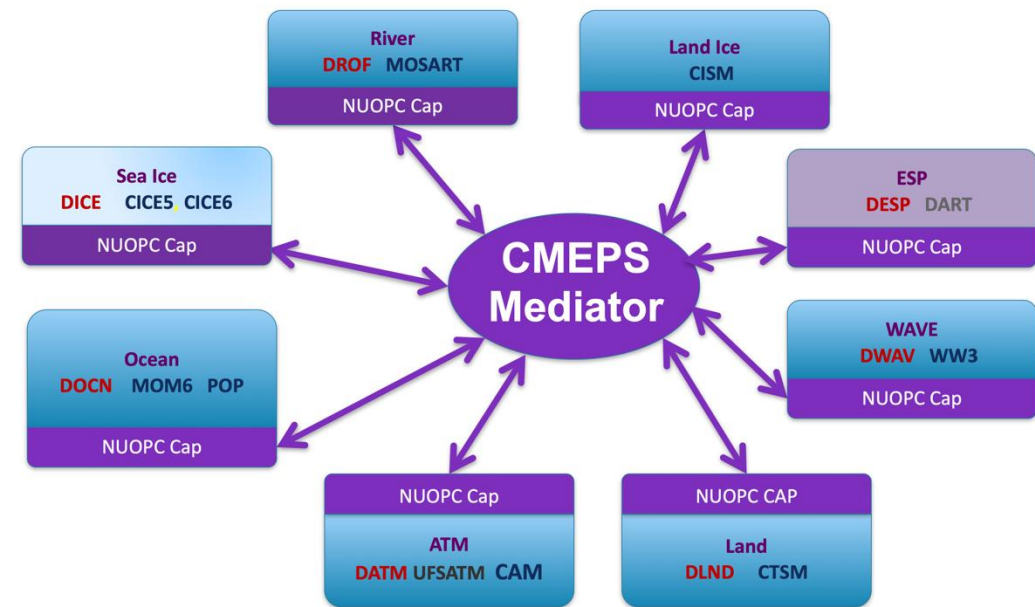 River
DROF MOSART
NUOPC Cap
Land Ice
CISM
NUOPC Cap
Sea Ice
DICE CICE5, CICE6
NUOPC Cap
ESP
DESP DART
NUOPC Cap
CMEPS
Mediator
Ocean
DOCN MOM6 POP
NUOPC Cap
WAVE
DWAV WW3
NUOPC Cap
NUOPC Cap
ATM
DATM UFSATM CAM
NUOPC CAP
Land
DLND CTSM